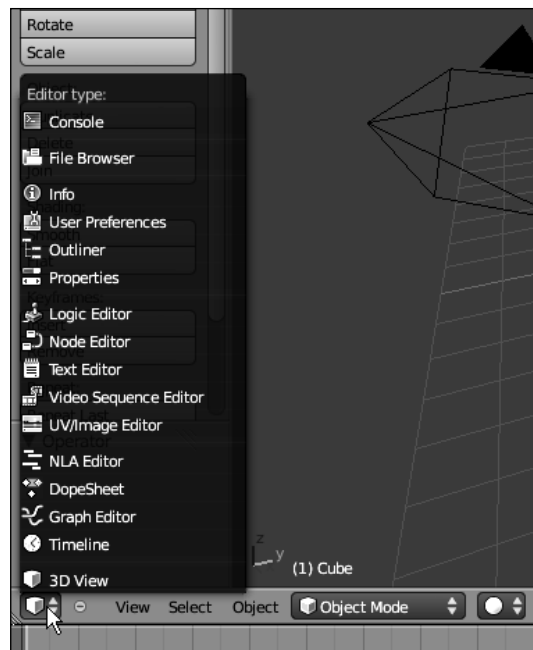 Rotate
Scale
Editor type:
Console
File Browser
Info
User Preferences
Outliner
Properties
Logic Editor
Node Editor
Text Editor
Video Sequence Editor
UV/Image Editor
NLA Editor
DopeSheet
Graph Editor
Timeline
3D View
z
y
(1) Cube
View Select Object Object Mode